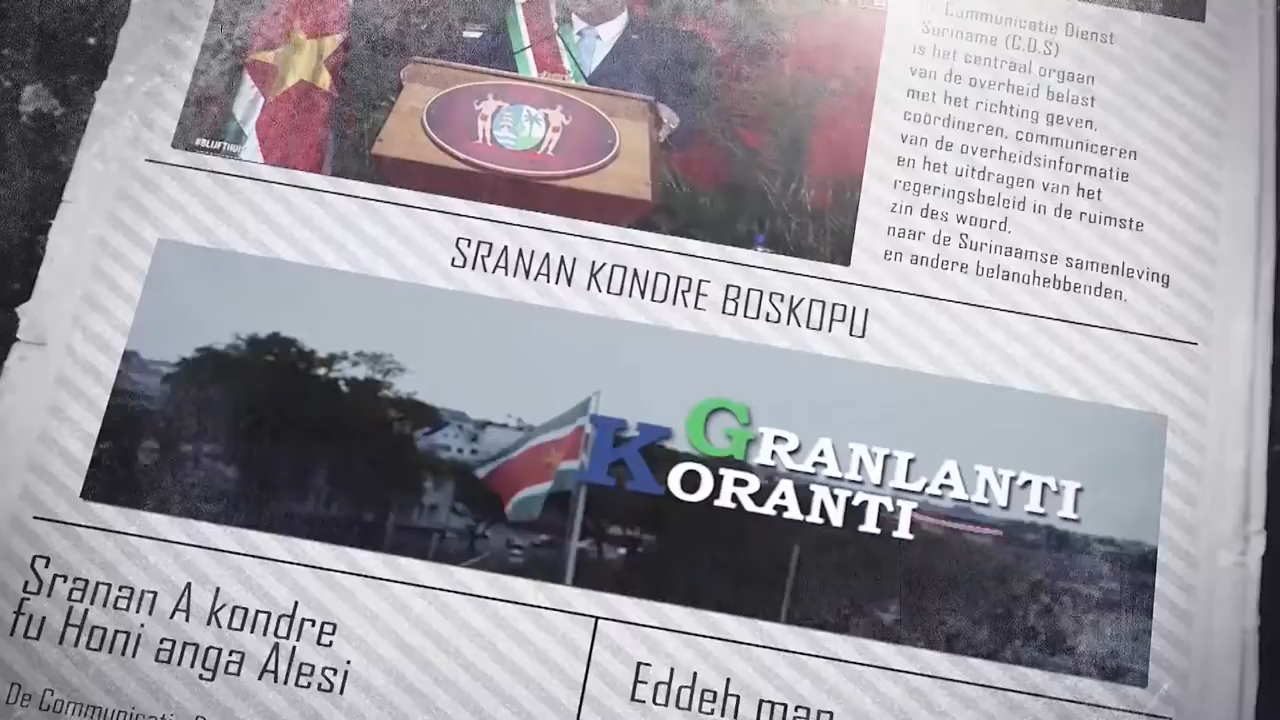 Communicatie Dienst
Suriname (C.D.S)
is het centraal orgaan
van de overheid belast
met het richting geven,
coördineren, communiceren
van de overheidsinformatie
en het uitdragen van het
regeringsbeleid in de ruimste
zin des woord,
naar de Surinaamse samenleving
en andere belanghebbenden.
SRANAN KONDRE BOSKOPU
GRANLANTI
KORANTI
Sranan A kondre
fu Honi anga Alesi
De
Eddeh man